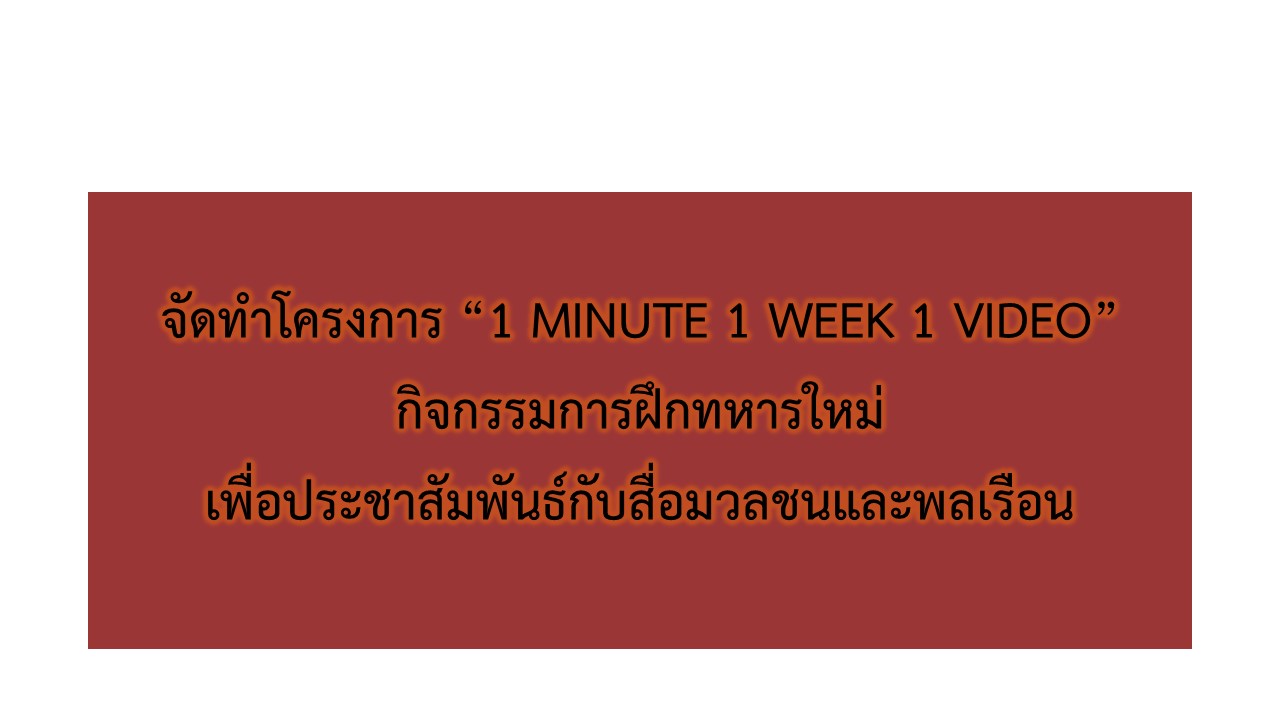 จัดทำโครงการ “1 MINUTE 1 WEEK 1 VIDEO”
กิจกรรมการฝึกทหารใหม่
เพื่อประชาสัมพันธ์กับสื่อมวลชนและพลเรือน